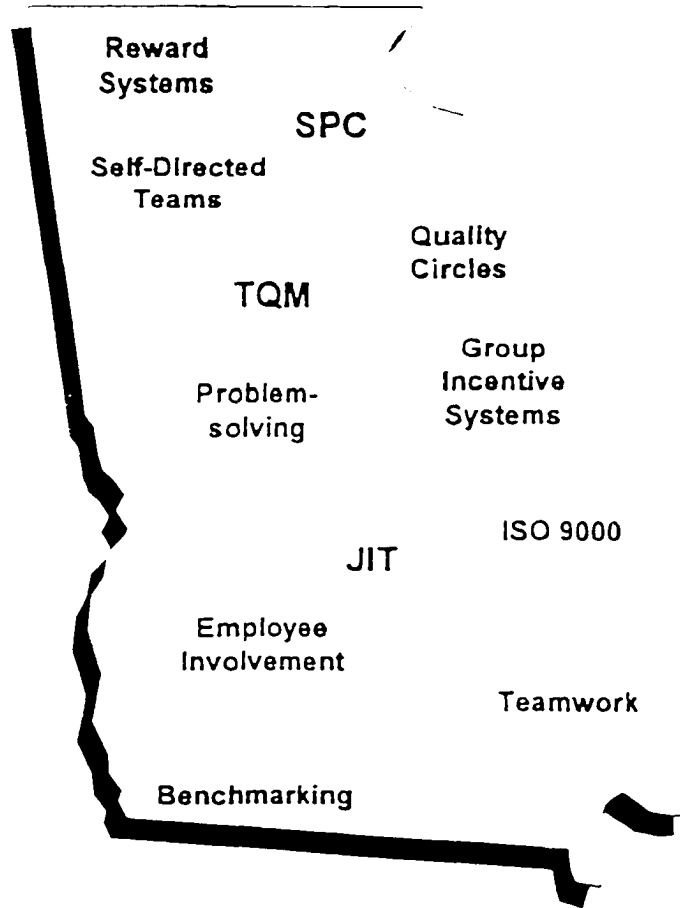 Reward
Systems
SPC
Self-Directed
Teams
Quality
Circles
TQM
Group
Incentive
Systems
Problem-
solving
ISO 9000
JIT
Employee
Involvement
Teamwork
Benchmarking